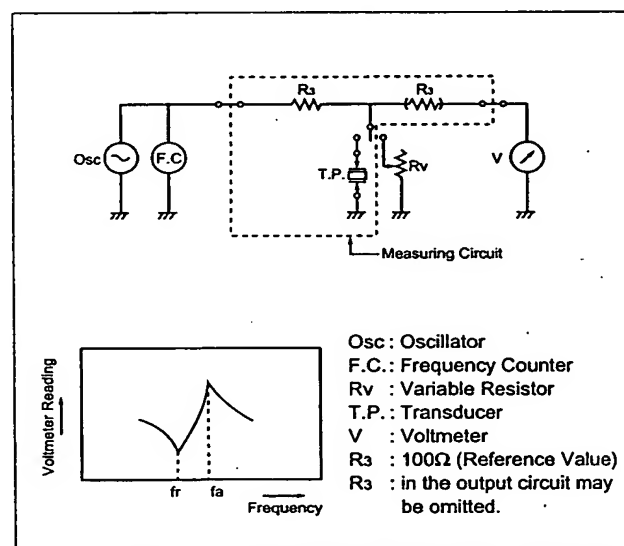 R3
R3
Osc
F.C
V
T.P.
Rv
Measuring Circuit
Voltmeter Reading
fr
fa
Frequency
Osc : Oscillator
F.C. : Frequency Counter
Rv : Variable Resistor
T.P. : Transducer
V : Voltmeter
R3 : 100Ω (Reference Value)
R3 : in the output circuit may
be omitted.